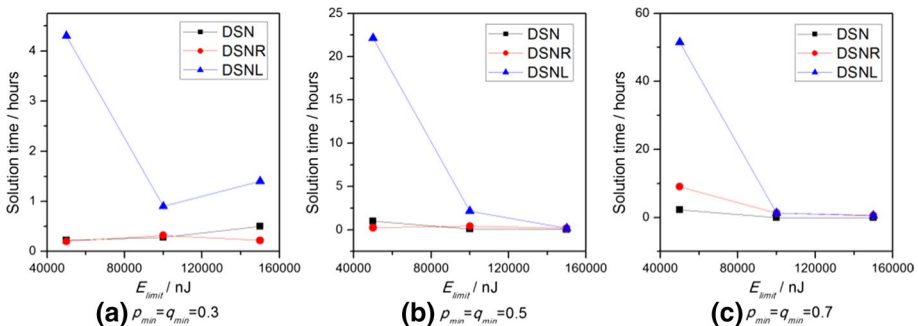 Solution time / hours
4
3
2
1
0
40000 80000 120000 160000
DSN
DSNR
DSNL
E_limit / nJ
(a) p_min=q_min=0.3
Solution time / hours
25
20
15
10
5
0
40000 80000 120000 160000
DSN
DSNR
DSNL
E_limit / nJ
(b) p_min=q_min=0.5
Solution time / hours
60
40
20
0
40000 80000 120000 160000
DSN
DSNR
DSNL
E_limit / nJ
(c) p_min=q_min=0.7